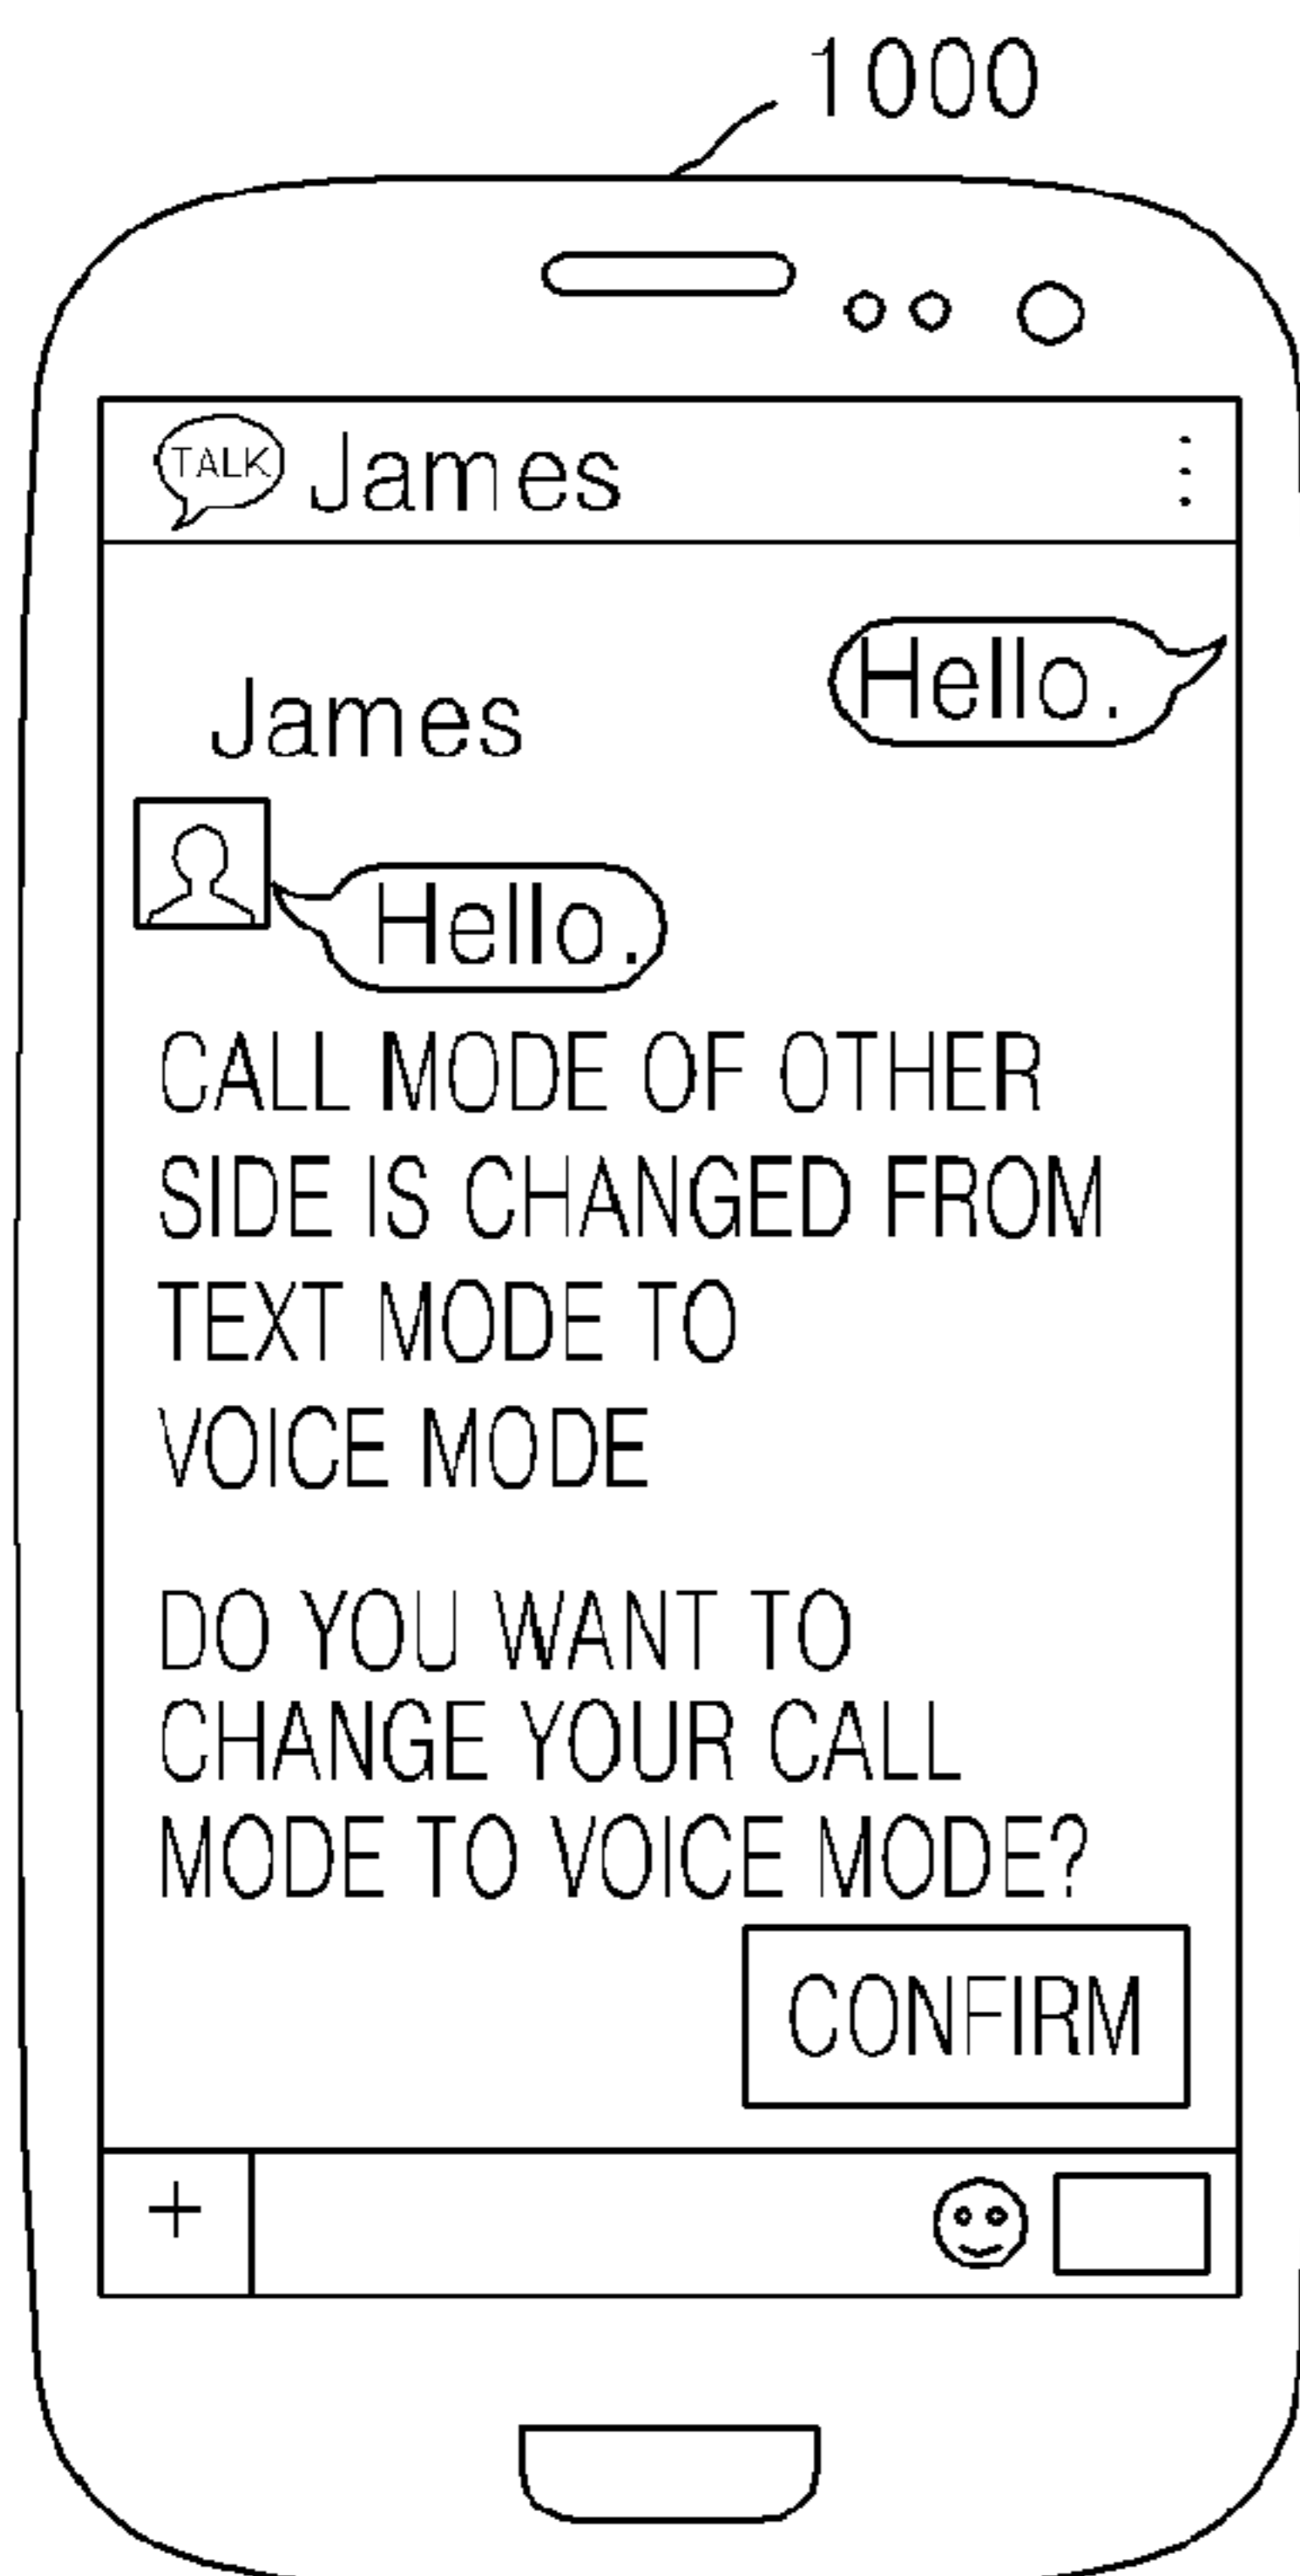 1000
TALK James
Hello.
James
Hello.
CALL MODE OF OTHER
SIDE IS CHANGED FROM
TEXT MODE TO
VOICE MODE
DO YOU WANT TO
CHANGE YOUR CALL
MODE TO VOICE MODE?
CONFIRM
+